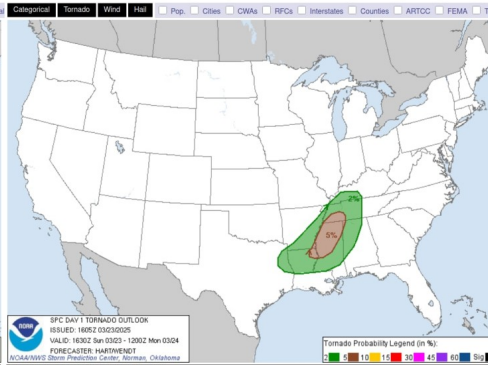 Categorical Tornado Wind Hail Pop. Cities CWAs RFCs Interstates Counties ARTCC FEMA
2%
5%
SPC DAY 1 TORNADO OUTLOOK
ISSUED: 1605Z 03/23/2025
VALID: 1630Z Sun 03/23 - 1200Z Mon 03/24
FORECASTER: HART/WENDT
NOAA/NWS Storm Prediction Center, Norman, Oklahoma
NOAA
Tornado Probability Legend (in %):
2 5 10 15 30 45 60 Sig